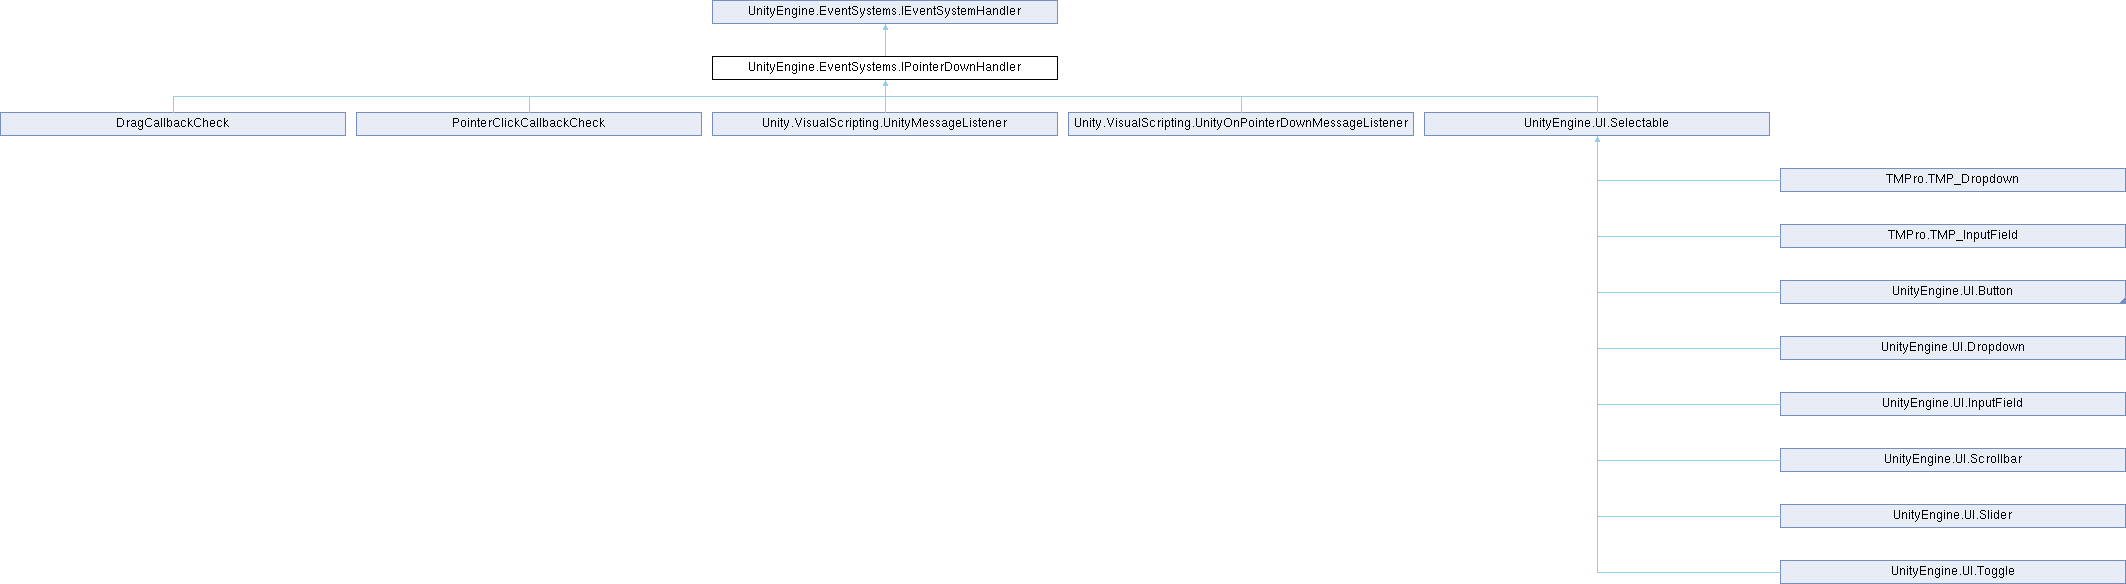 UnityEngine.EventSystems.IEventSystemHandler
UnityEngine.EventSystems.IPointerDownHandler
DragCallbackCheck
PointerClickCallbackCheck
Unity.VisualScripting.UnityMessageListener
Unity.VisualScripting.UnityOnPointerDownMessageListener
UnityEngine.UI.Selectable
TMPro.TMP_Dropdown
TMPro.TMP_InputField
UnityEngine.UI.Button
UnityEngine.UI.Dropdown
UnityEngine.UI.InputField
UnityEngine.UI.Scrollbar
UnityEngine.UI.Slider
UnityEngine.UI.Toggle